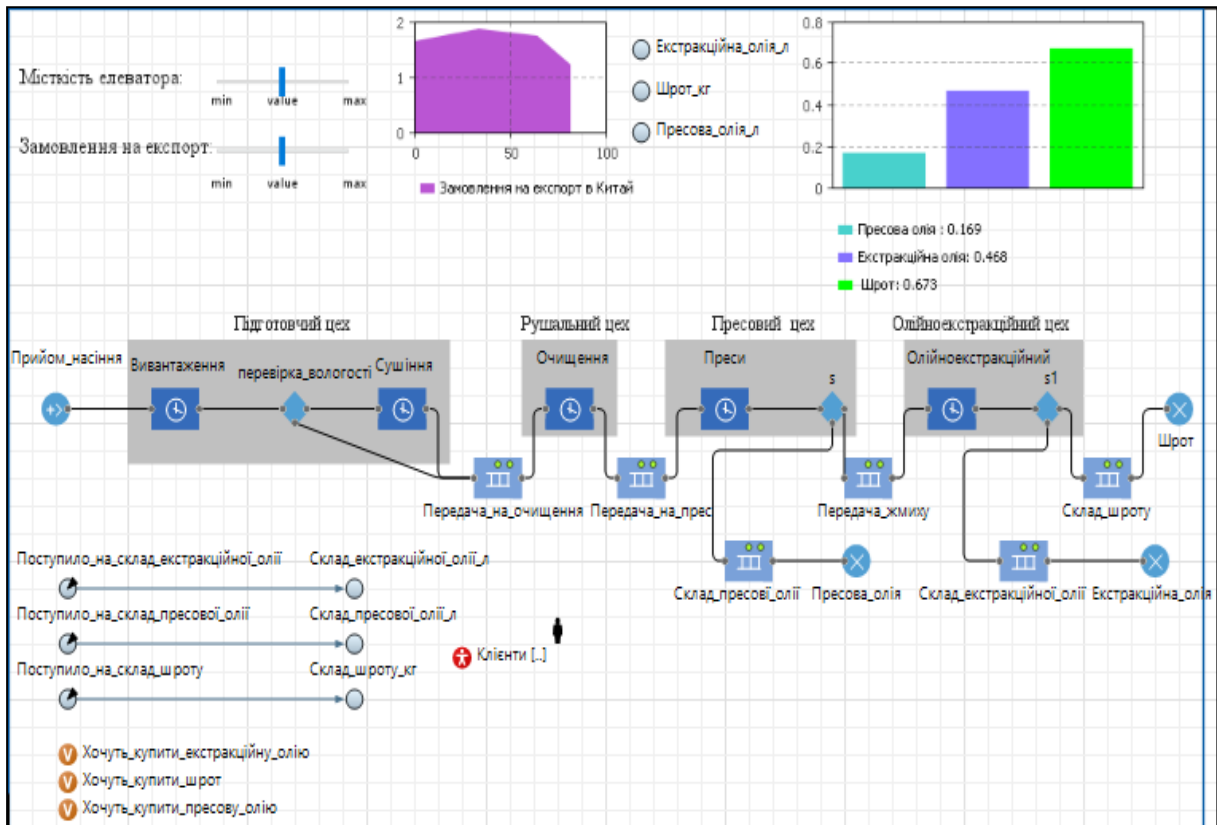 Місткість елеватора:
min value max
Замовлення на експорт:
min value max
2
1
0
0 50 100
Замовлення на експорт в Китай
Екстракційна_олія_л
Шрот_кг
Пресова_олія_л
0.8
0.6
0.4
0.2
0
Пресова олія : 0.169
Екстракційна олія: 0.468
Шрот: 0.673
Підготовчий цех
Рушальний цех
Пресовий цех
Олійноекстракційний цех
Прийом_насіння
Вивантаження
перевірка_вологості
Сушіння
Очищення
Преси
s
Олійноекстракційний
s1
Шрот
Передача_на_очищення
Передача_на_прес
Передача_жмиху
Склад_шроту
Склад_пресові_олії
Пресова_олія
Склад_екстракційної_олії
Екстракційна_олія
Поступило_на_склад_екстракційної_олії
Склад_екстракційної_олії_л
Поступило_на_склад_пресової_олії
Склад_пресової_олії_л
Поступило_на_склад_шроту
Склад_шроту_кг
Клієнти [..]
V Хочуть_купити_екстракційну_олію
V Хочуть_купити_шрот
V Хочуть_купити_пресову_олію